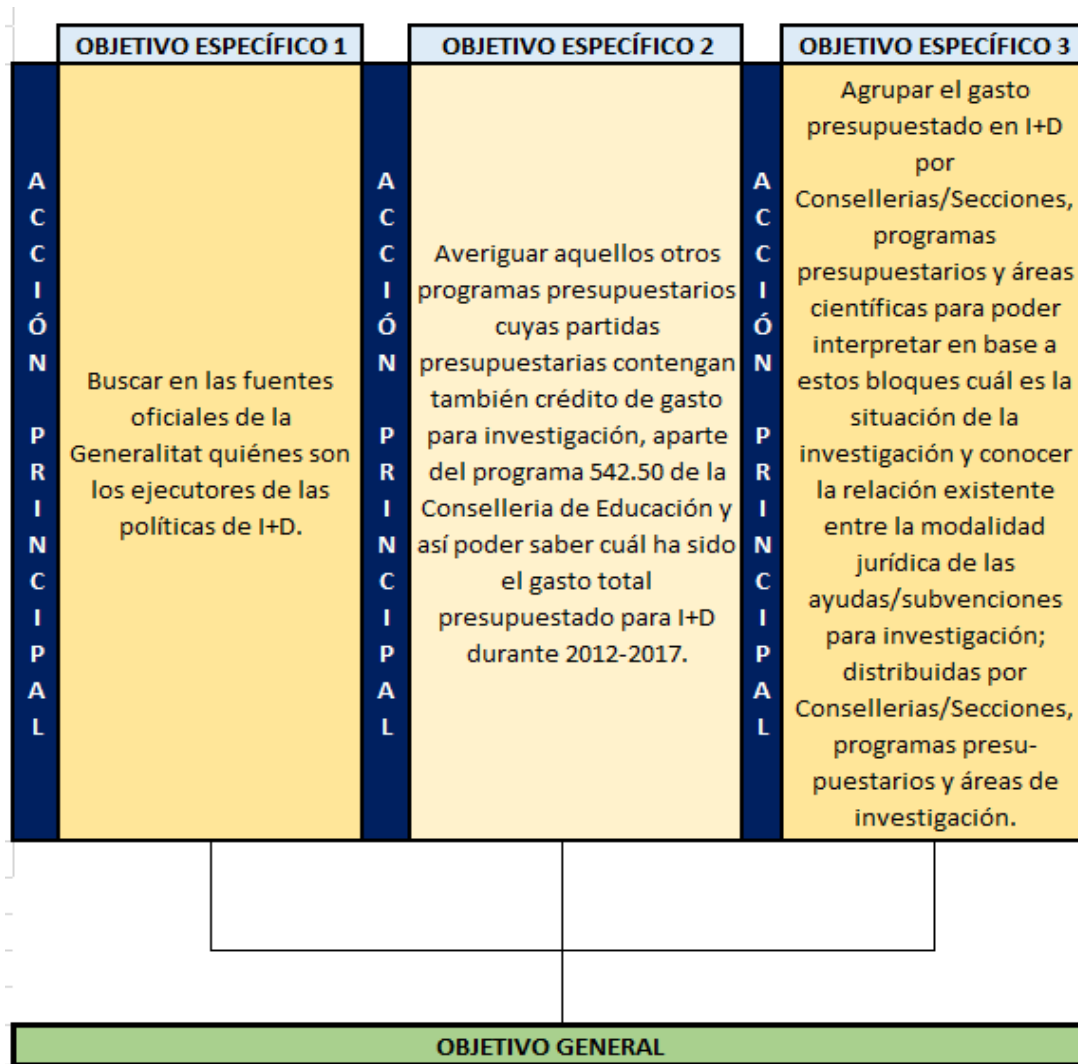 OBJETIVO ESPECÍFICO 1
ACCIÓN PRINCIPAL
Buscar en las fuentes
oficiales de la
Generalitat quiénes son
los ejecutores de las
políticas de I+D.
OBJETIVO ESPECÍFICO 2
ACCIÓN PRINCIPAL
Averiguar aquellos otros
programas presupuestarios
cuyas partidas
presupuestarias contengan
también crédito de gasto
para investigación, aparte
del programa 542.50 de la
Conselleria de Educación y
así poder saber cuál ha sido
el gasto total
presupuestado para I+D
durante 2012-2017.
OBJETIVO ESPECÍFICO 3
ACCIÓN PRINCIPAL
Agrupar el gasto
presupuestado en I+D
por
Consellerias/Secciones,
programas
presupuestarios y áreas
científicas para poder
interpretar en base a
estos bloques cuál es la
situación de la
investigación y conocer
la relación existente
entre la modalidad
jurídica de las
ayudas/subvenciones
para investigación;
distribuidas por
Consellerias/Secciones,
programas presu-
puestarios y áreas de
investigación.
OBJETIVO GENERAL